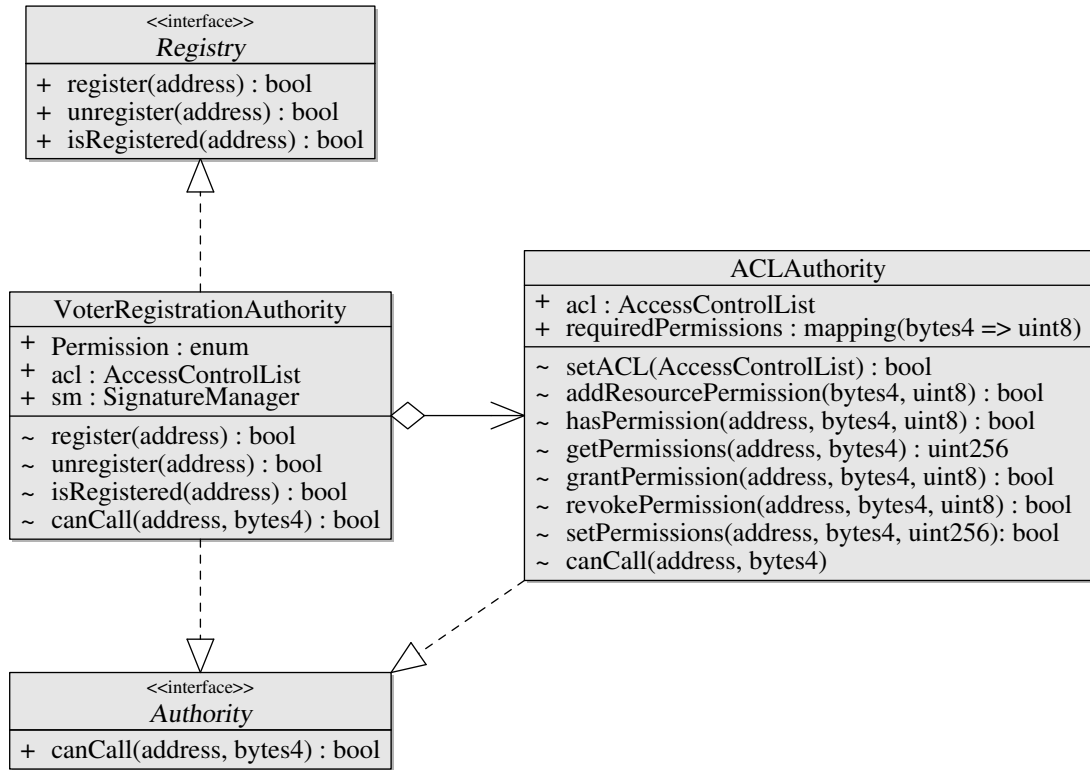 <<interface>>
Registry
+ register(address) : bool
+ unregister(address) : bool
+ isRegistered(address) : bool
VoterRegistrationAuthority
+ Permission : enum
+ acl : AccessControlList
+ sm : SignatureManager
~ register(address) : bool
~ unregister(address) : bool
~ isRegistered(address) : bool
~ canCall(address, bytes4) : bool
ACLAuthority
+ acl : AccessControlList
+ requiredPermissions : mapping(bytes4 => uint8)
~ setACL(AccessControlList) : bool
~ addResourcePermission(bytes4, uint8) : bool
~ hasPermission(address, bytes4, uint8) : bool
~ getPermissions(address, bytes4) : uint256
~ grantPermission(address, bytes4, uint8) : bool
~ revokePermission(address, bytes4, uint8) : bool
~ setPermissions(address, bytes4, uint256): bool
~ canCall(address, bytes4)
<<interface>>
Authority
+ canCall(address, bytes4) : bool